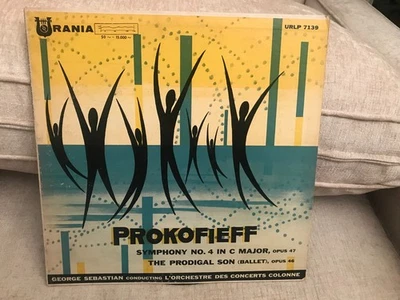 URANIA
URLP 7139
PROKOFIEFF
SYMPHONY NO. 4 IN C MAJOR, OPUS 47
THE PRODIGAL SON (BALLET), OPUS 46
GEORGE SEBASTIAN CONDUCTING L'ORCHESTRE DES CONCERTS COLONNE